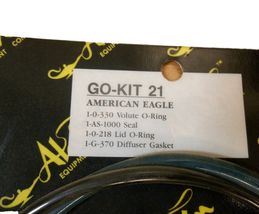 GO-KIT 21
AMERICAN EAGLE
1-0-330 Volute O-Ring
1-AS-1000 Seal
1-0-218 Lid O-Ring
1-G-370 Diffuser Gasket
EQUIPMENT